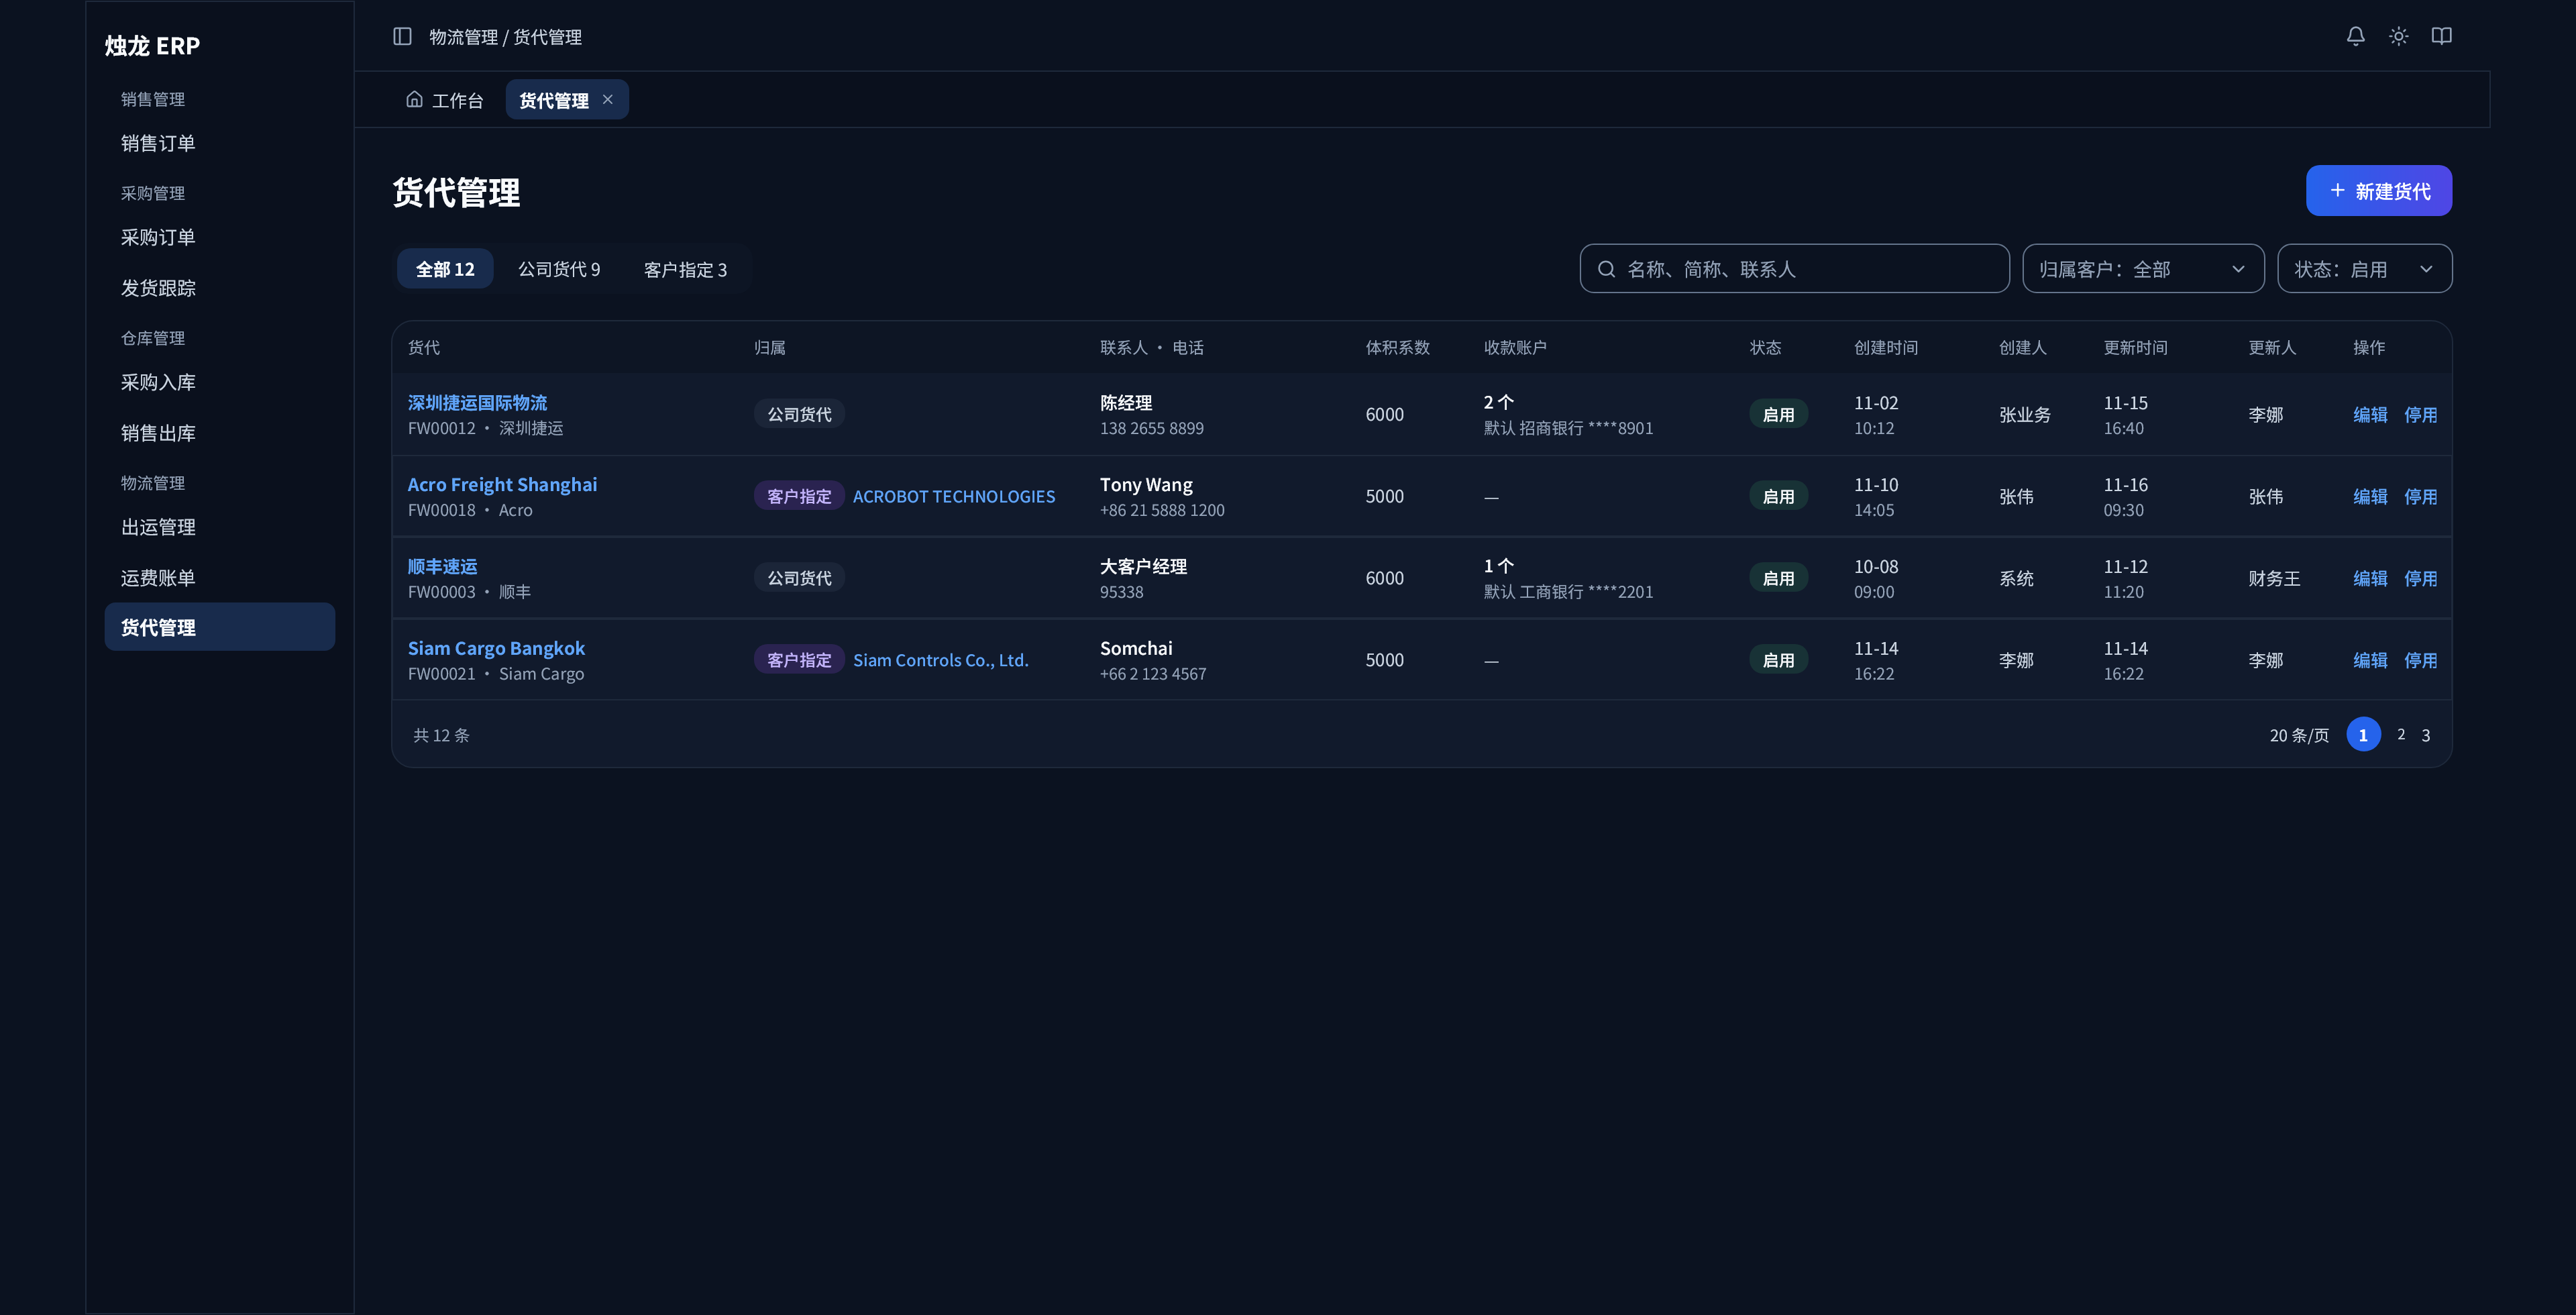 烛龙 ERP
销售管理
销售订单
采购管理
采购订单
发货跟踪
仓库管理
采购入库
销售出库
物流管理
出运管理
运费账单
货代管理
物流管理 / 货代管理
工作台
货代管理
货代管理
新建货代
全部 12 公司货代 9 客户指定 3
名称、简称、联系人
归属客户：全部
状态：启用
货代 归属 联系人 · 电话 体积系数 收款账户 状态 创建时间 创建人 更新时间 更新人 操作
深圳捷运国际物流
FW00012 · 深圳捷运
公司货代
陈经理
138 2655 8899
6000
2 个
默认 招商银行 ****8901
启用
11-02
10:12
张业务
11-15
16:40
李娜
编辑 停用
Acro Freight Shanghai
FW00018 · Acro
客户指定 ACROBOT TECHNOLOGIES
Tony Wang
+86 21 5888 1200
5000
—
启用
11-10
14:05
张伟
11-16
09:30
张伟
编辑 停用
顺丰速运
FW00003 · 顺丰
公司货代
大客户经理
95338
6000
1 个
默认 工商银行 ****2201
启用
10-08
09:00
系统
11-12
11:20
财务王
编辑 停用
Siam Cargo Bangkok
FW00021 · Siam Cargo
客户指定 Siam Controls Co., Ltd.
Somchai
+66 2 123 4567
5000
—
启用
11-14
16:22
李娜
11-14
16:22
李娜
编辑 停用
共 12 条
20 条/页 1 2 3